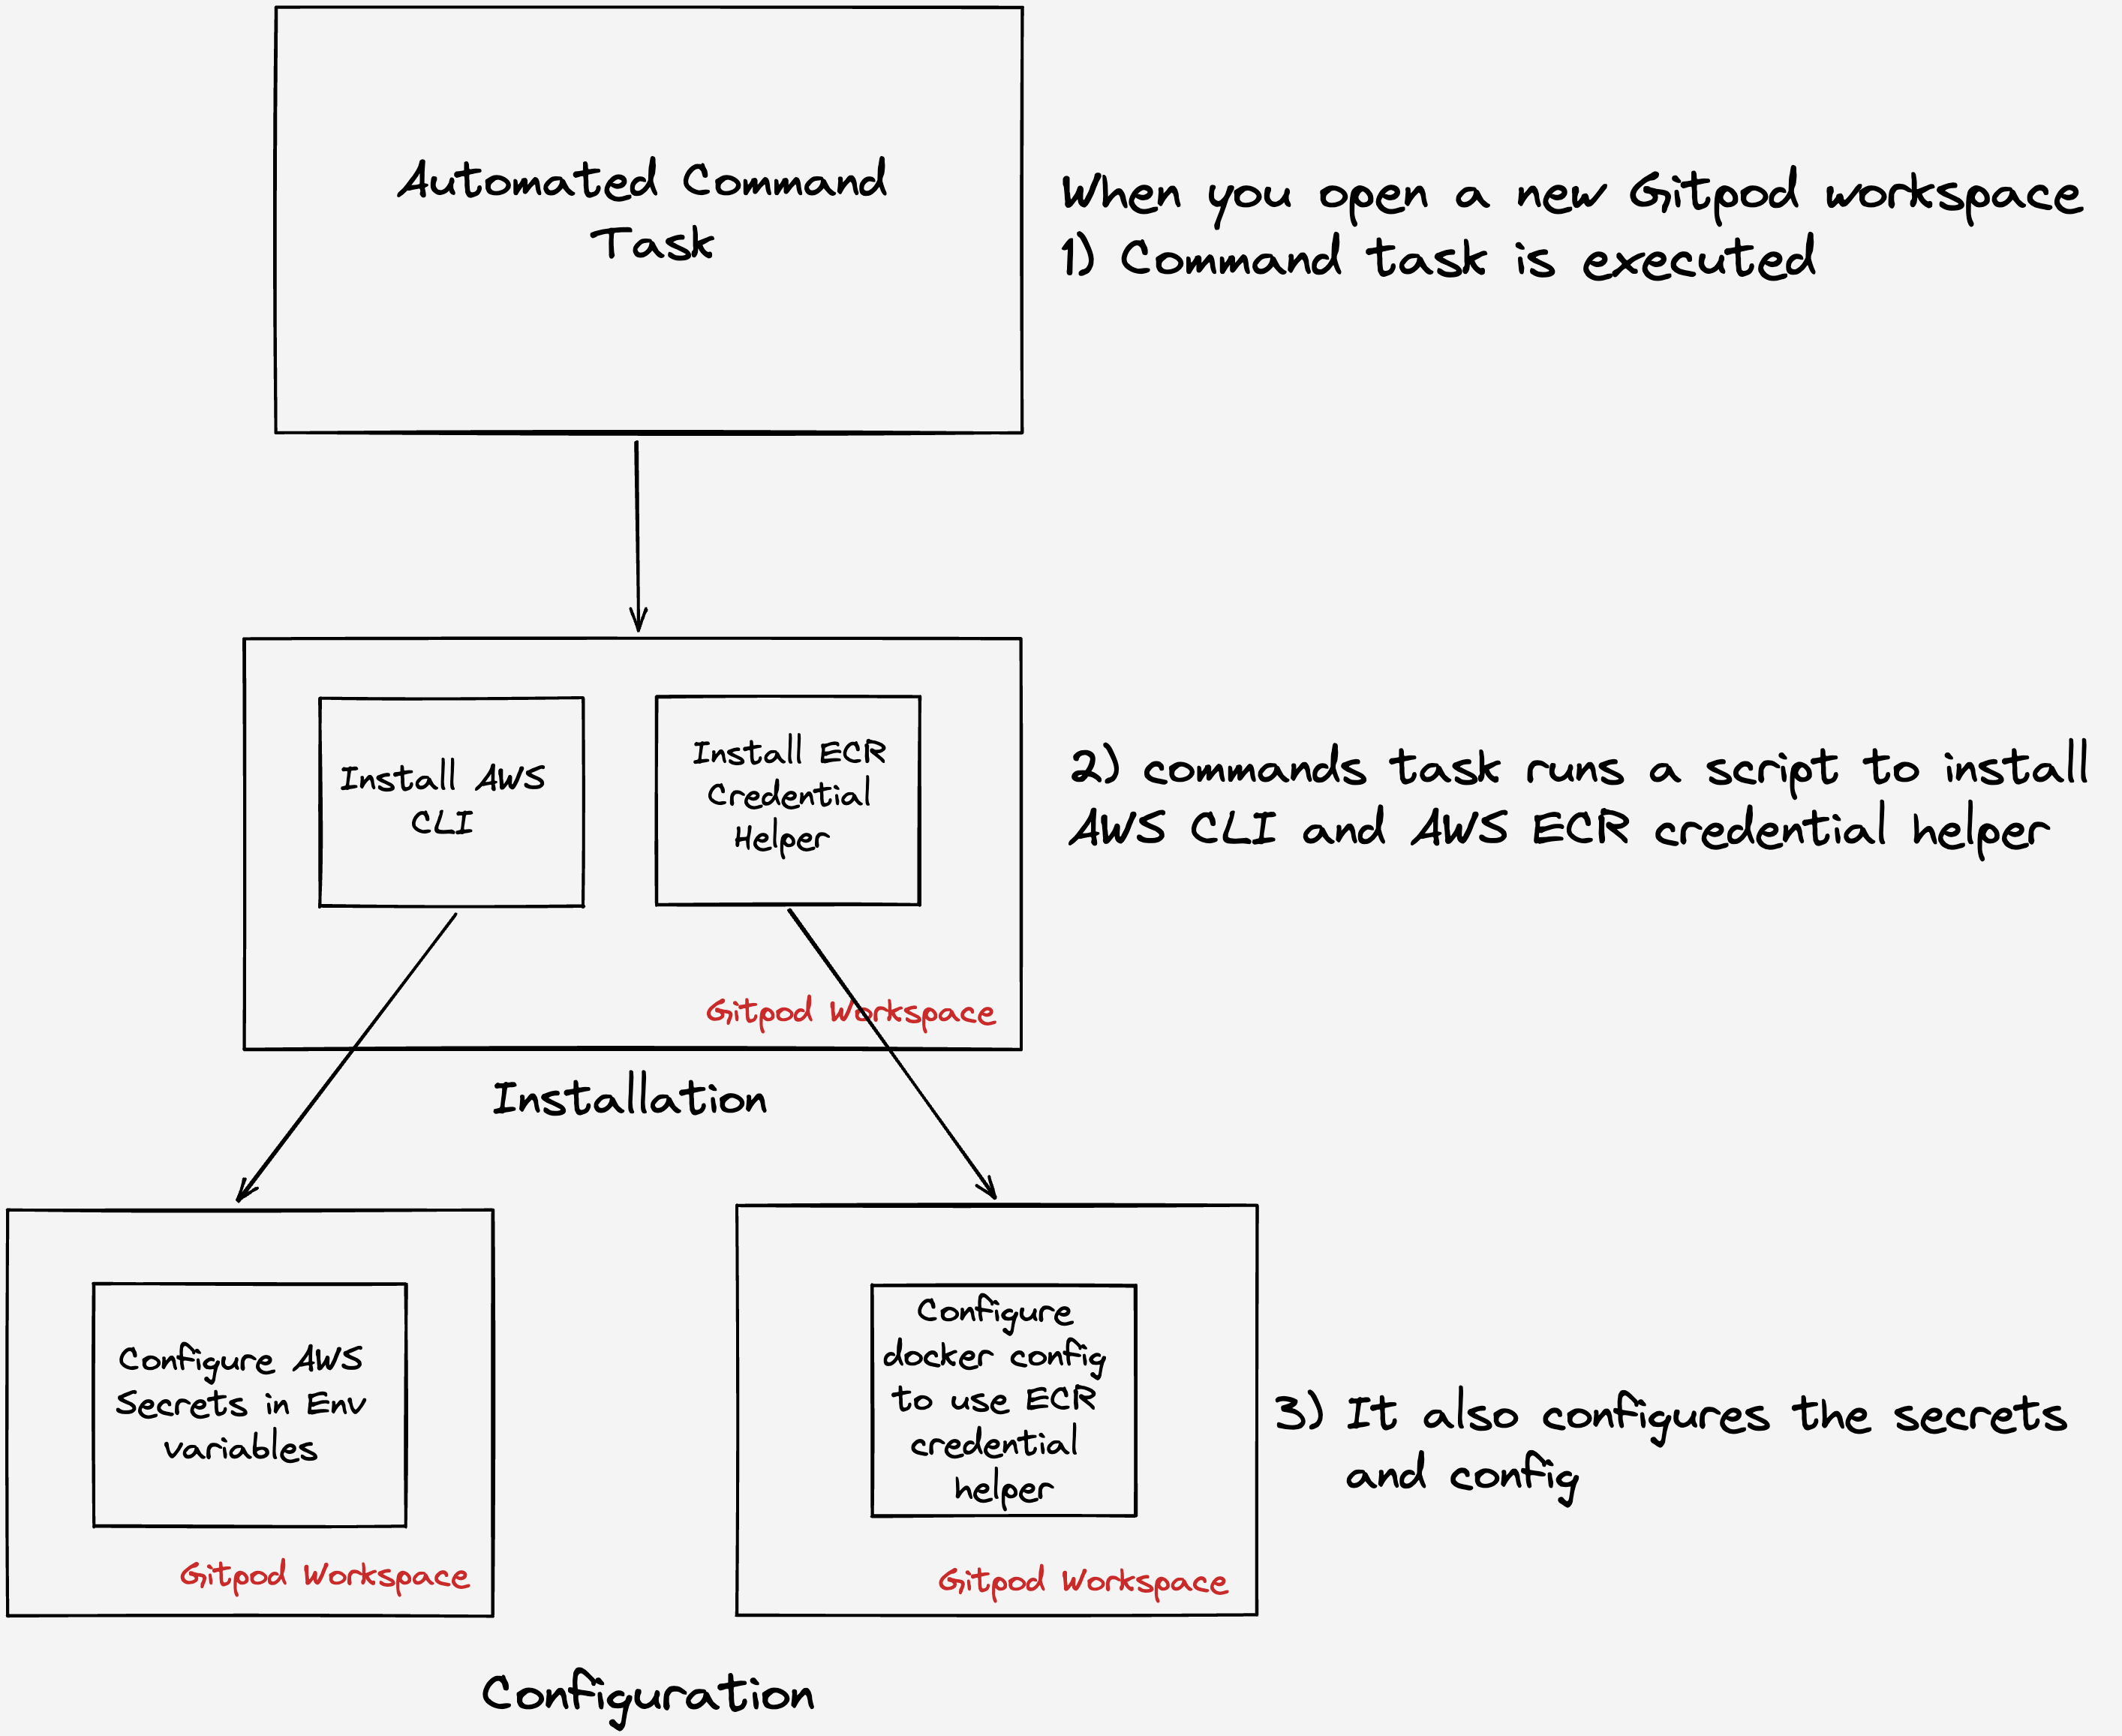 Automated Command
Task
When you open a new Gitpod workspace
1) Command task is executed
Install AWS
CLI
Install ECR
Credential
Helper
Gitpod Workspace
2) commands task runs a script to install
AWS CLI and AWS ECR credential helper
Installation
Configure AWS
Secrets in Env
variables
Gitpod Workspace
Configure
docker config
to use ECR
credential
helper
Gitpod Workspace
3) It also configures the secrets
and config
Configuration